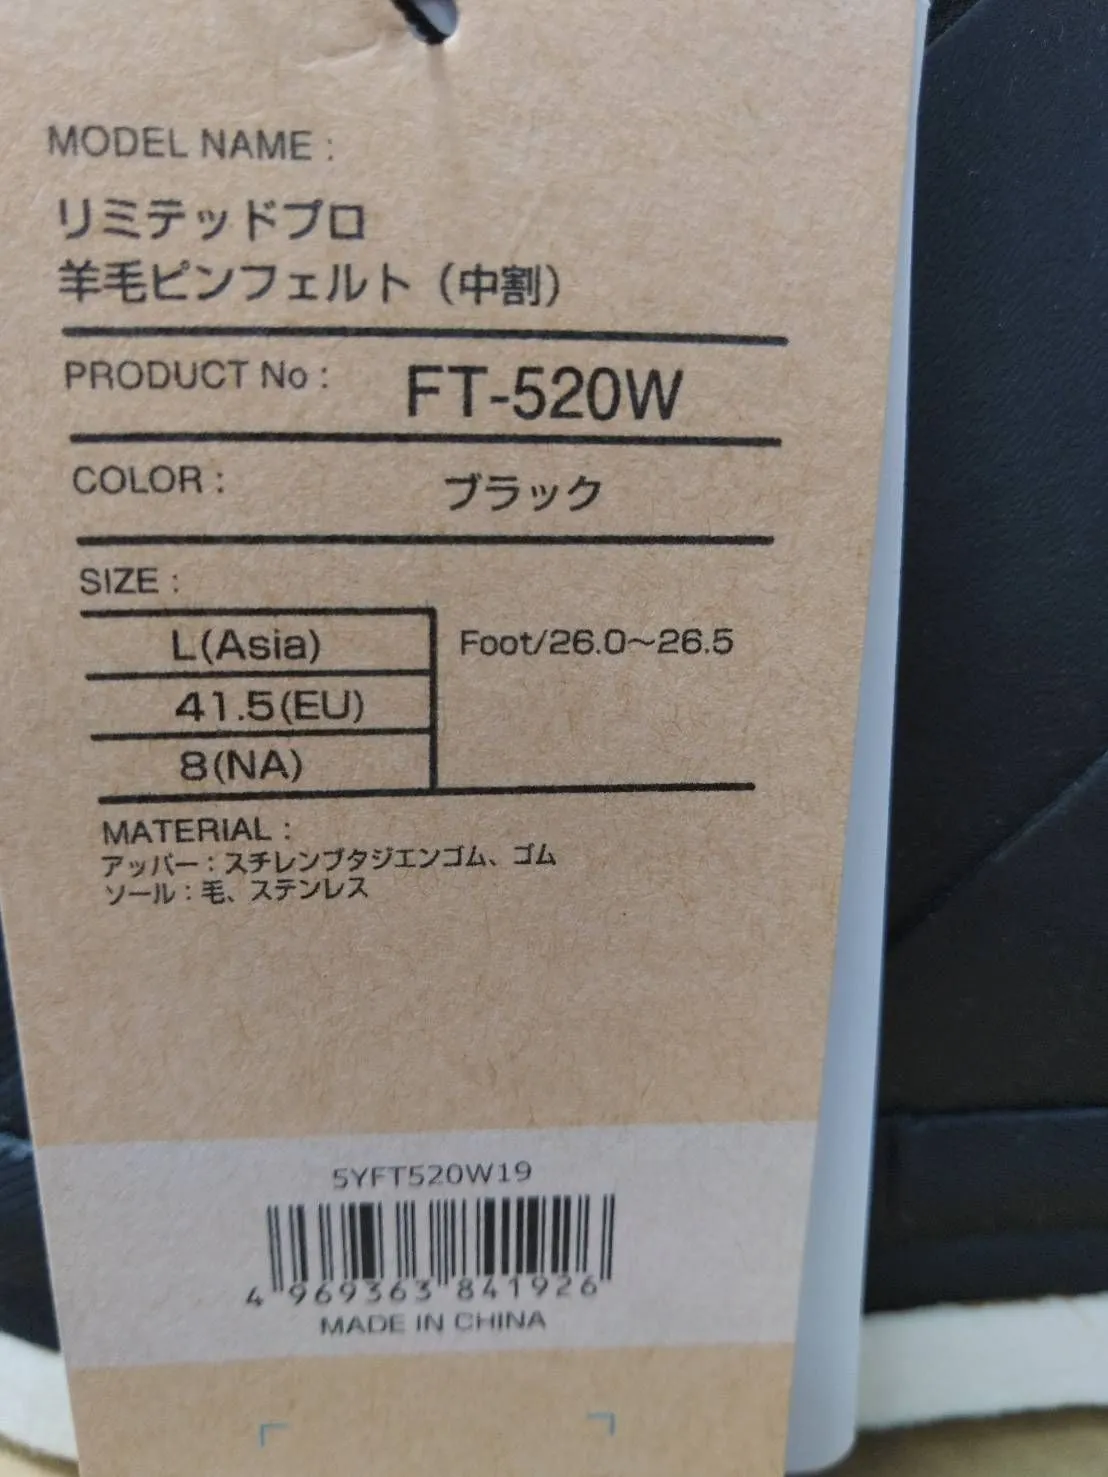 MODEL NAME :
リミテッドプロ
羊毛ピンフェルト（中割）
PRODUCT No : FT-520W
COLOR : ブラック
SIZE :
L(Asia) Foot/26.0～26.5
41.5(EU)
8(NA)
MATERIAL :
アッパー：スチレンブタジエンゴム、ゴム
ソール：毛、ステンレス
5YFT520W19
4 969363 841926
MADE IN CHINA